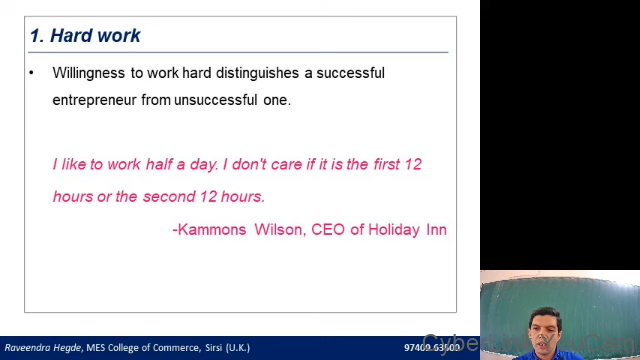 1. Hard work
• Willingness to work hard distinguishes a successful
entrepreneur from unsuccessful one.
I like to work half a day. I don't care if it is the first 12
hours or the second 12 hours.
-Kammons Wilson, CEO of Holiday Inn
Raveendra Hegde, MES College of Commerce, Sirsi (U.K.)